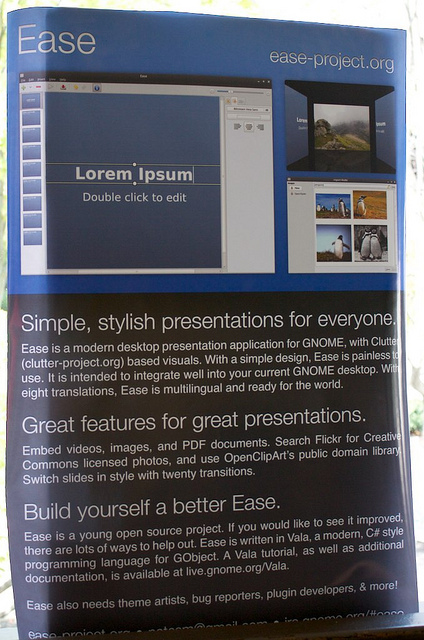 Ease
ease-project.org
Lorem Ipsum
Double click to edit
Simple, stylish presentations for everyone.
Ease is a modern desktop presentation application for GNOME, with Clutte
(clutter-project.org) based visuals. With a simple design, Ease is painless to
use. It is intended to integrate well into your current GNOME desktop. With
eight translations, Ease is multilingual and ready for the world.
Great features for great presentations.
Embed videos, images, and PDF documents. Search Flickr for Creative
Commons licensed photos, and use OpenClipArt's public domain library
Switch slides in style with twenty transitions.
Build yourself a better Ease.
Ease is a young open source project. If you would like to see it improved,
there are lots of ways to help out. Ease is written in Vala, a modern, C# style
programming language for GObject. A Vala tutorial, as well as additional
documentation, is available at live.gnome.org/Vala.
Ease also needs theme artists, bug reporters, plugin developers, & more!
ease-project.org